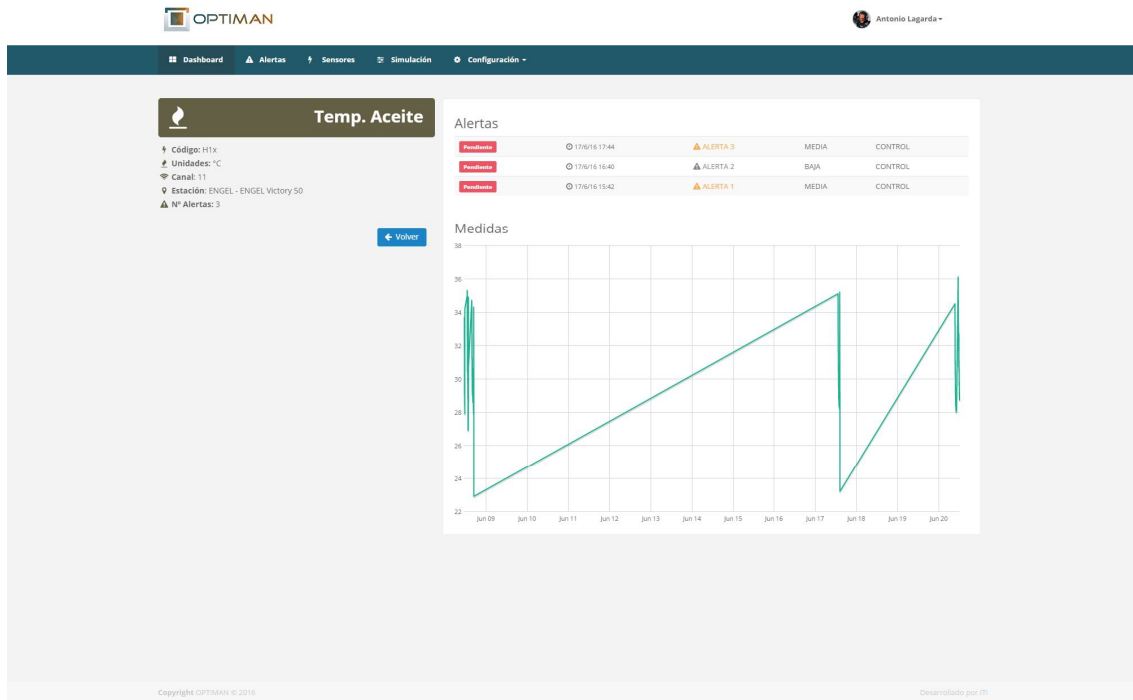 OPTIMAN
Antonio Lagarda
Dashboard Alertas Sensores Simulación Configuración
Temp. Aceite
Código: H1x
Unidades: °C
Canal: 11
Estación: ENGEL - ENGEL Victory 50
Nº Alertas: 3
Volver
Alertas
Pendiente 17/6/16 17:44 ALERTA 3 MEDIA CONTROL
Pendiente 17/6/16 16:40 ALERTA 2 BAJA CONTROL
Pendiente 17/6/16 15:42 ALERTA 1 MEDIA CONTROL
Medidas
38
36
34
32
30
28
26
24
22
Jun 09 Jun 10 Jun 11 Jun 12 Jun 13 Jun 14 Jun 15 Jun 16 Jun 17 Jun 18 Jun 19 Jun 20
Copyright OPTIMAN © 2016
Desarrollado por ITI